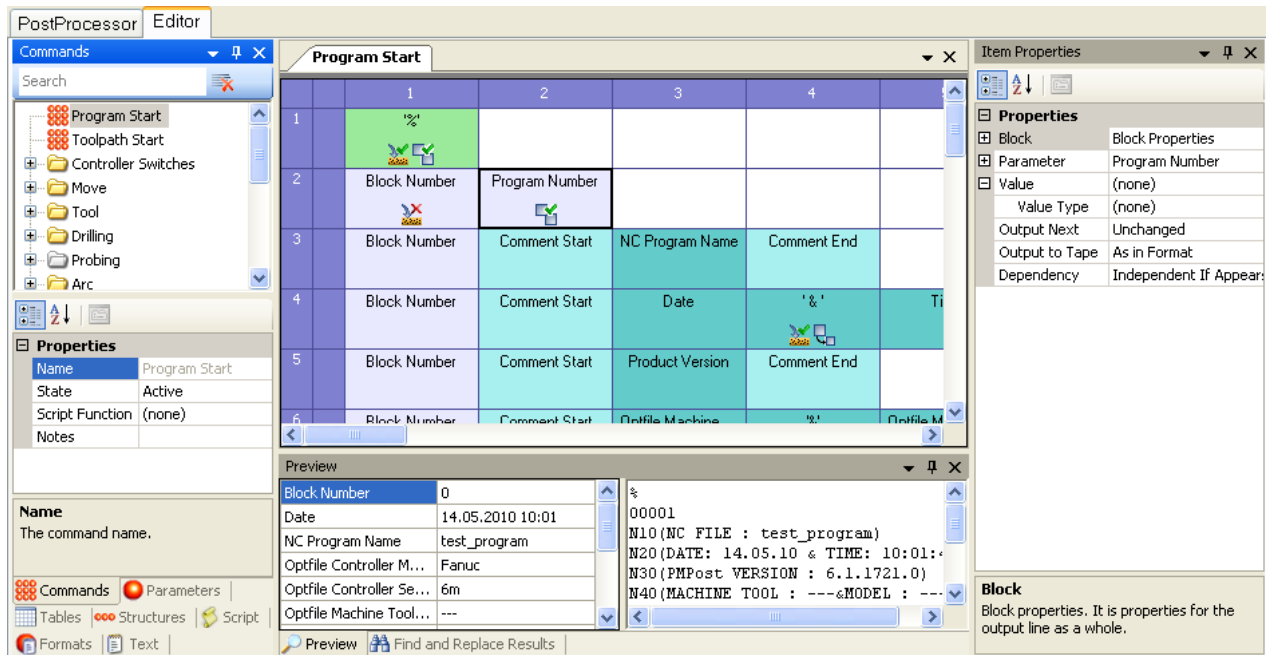 PostProcessor Editor
Commands
Search
Program Start
Toolpath Start
Controller Switches
Move
Tool
Drilling
Probing
Arc
Properties
Name Program Start
State Active
Script Function (none)
Notes
Name
The command name.
Commands Parameters
Tables Structures Script
Formats Text
Program Start
1 2 3 4
1 '%'
2 Block Number Program Number
3 Block Number Comment Start NC Program Name Comment End
4 Block Number Comment Start Date ' & ' Ti
5 Block Number Comment Start Product Version Comment End
6 Block Number Comment Start Optfile Machine '&' Optfile M
Preview
Block Number 0
Date 14.05.2010 10:01
NC Program Name test_program
Optfile Controller M... Fanuc
Optfile Controller Se... 6m
Optfile Machine Tool... ---
%
O0001
N10(NC FILE : test_program)
N20(DATE: 14.05.10 & TIME: 10:01:
N30(PMPost VERSION : 6.1.1721.0)
N40(MACHINE TOOL : ---&MODEL : ---
Preview Find and Replace Results
Item Properties
Properties
Block Block Properties
Parameter Program Number
Value (none)
Value Type (none)
Output Next Unchanged
Output to Tape As in Format
Dependency Independent If Appears
Block
Block properties. It is properties for the
output line as a whole.